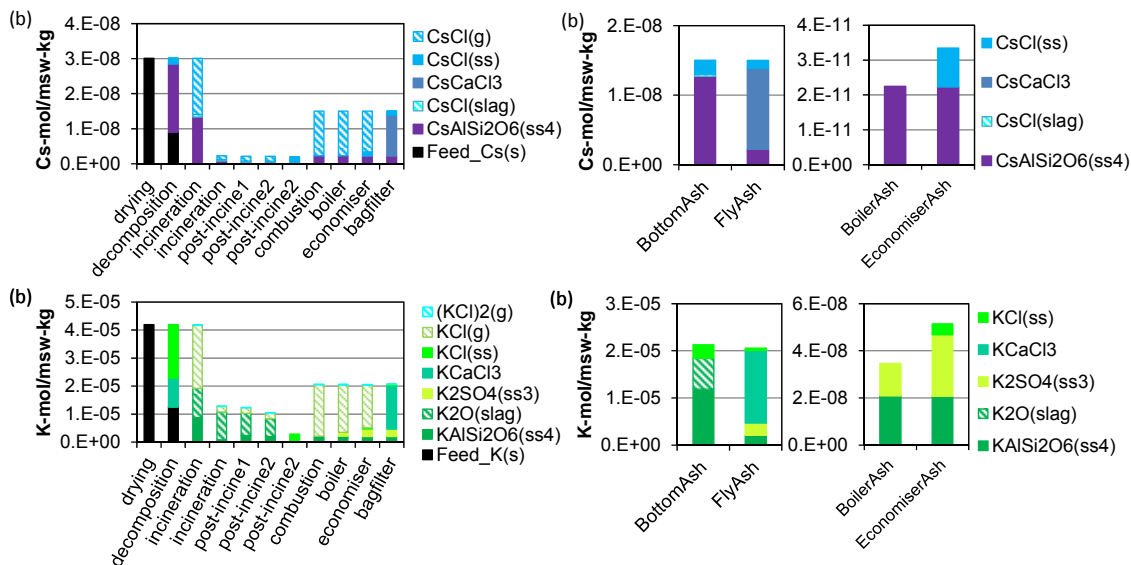 (b)
Cs-mol/msw-kg
4.E-08
3.E-08
2.E-08
1.E-08
0.E+00
drying
decomposition
incineration
incineration
post-incine1
post-incine2
post-incine2
combustion
boiler
economiser
bagfilter
CsCl(g)
CsCl(ss)
CsCaCl3
CsCl(slag)
CsAlSi2O6(ss4)
Feed_Cs(s)
(b)
Cs-mol/msw-kg
2.E-08
1.E-08
0.E+00
BottomAsh
FlyAsh
4.E-11
3.E-11
2.E-11
1.E-11
0.E+00
BoilerAsh
EconomiserAsh
CsCl(ss)
CsCaCl3
CsCl(slag)
CsAlSi2O6(ss4)
(b)
K-mol/msw-kg
5.E-05
4.E-05
3.E-05
2.E-05
1.E-05
0.E+00
drying
decomposition
incineration
incineration
post-incine1
post-incine2
post-incine2
combustion
boiler
economiser
bagfilter
(KCl)2(g)
KCl(g)
KCl(ss)
KCaCl3
K2SO4(ss3)
K2O(slag)
KAlSi2O6(ss4)
Feed_K(s)
(b)
K-mol/msw-kg
3.E-05
2.E-05
1.E-05
0.E+00
BottomAsh
FlyAsh
6.E-08
4.E-08
2.E-08
0.E+00
BoilerAsh
EconomiserAsh
KCl(ss)
KCaCl3
K2SO4(ss3)
K2O(slag)
KAlSi2O6(ss4)